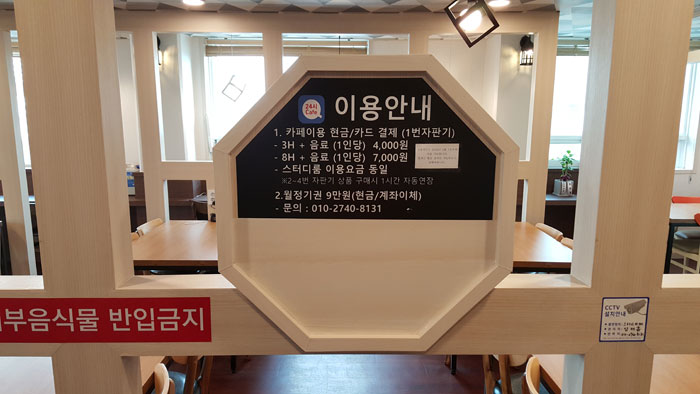 24시
Cafe
이용안내
1. 카페이용 현금/카드 결제 (1번자판기)
- 3H + 음료 (1인당) 4,000원
- 8H + 음료 (1인당) 7,000원
- 스터디룸 이용요금 동일
※2~4번 자판기 상품 구매시 1시간 자동연장
2.월정기권 9만원(현금/계좌이체)
- 문의 : 010-2740-8131 -
부음식물 반입금지
CCTV
설치안내